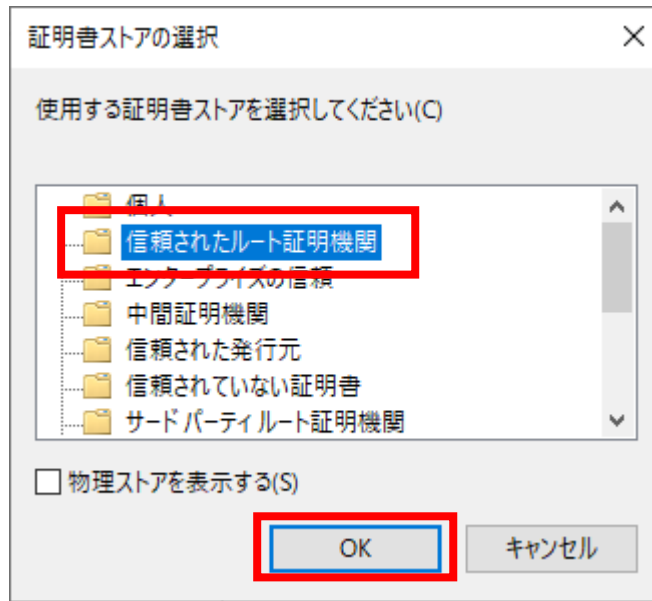 証明書ストアの選択
使用する証明書ストアを選択してください(C)
個人
信頼されたルート証明機関
エンタープライズの信頼
中間証明機関
信頼された発行元
信頼されていない証明書
サード パーティ ルート証明機関
物理ストアを表示する(S)
OK
キャンセル